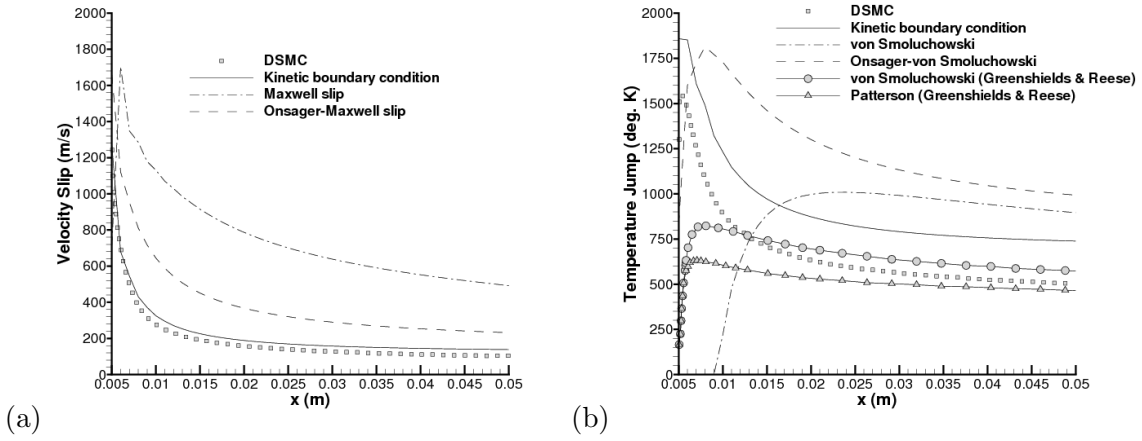 2000
1800
1600
1400
1200
1000
800
600
400
200
0
Velocity Slip (m/s)
DSMC
Kinetic boundary condition
Maxwell slip
Onsager-Maxwell slip
0.005 0.01 0.015 0.02 0.025 0.03 0.035 0.04 0.045 0.05
x (m)
(a)
2000
1750
1500
1250
1000
750
500
250
0
Temperature Jump (deg. K)
DSMC
Kinetic boundary condition
von Smoluchowski
Onsager-von Smoluchowski
von Smoluchowski (Greenshields & Reese)
Patterson (Greenshields & Reese)
0.005 0.01 0.015 0.02 0.025 0.03 0.035 0.04 0.045 0.05
x (m)
(b)